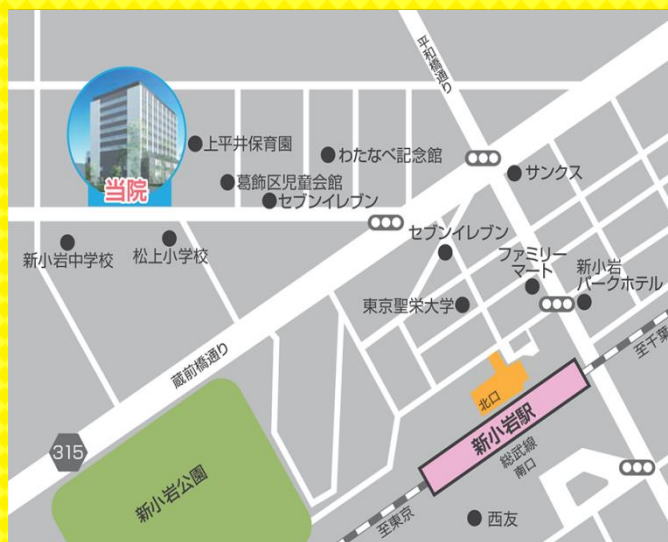 平和橋通り
上平井保育園
わたなべ記念館
サンクス
葛飾区児童会館
セブンイレブン
当院
新小岩中学校
松上小学校
セブンイレブン
ファミリー
マート
新小岩
パークホテル
東京聖栄大学
至千葉
蔵前橋通り
北口
新小岩駅
総武線
南口
315
新小岩公園
至東京
西友